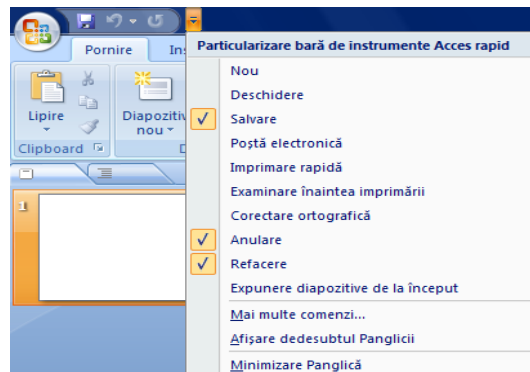 Pornire
Particularizare bară de instrumente Acces rapid
Nou
Deschidere
Salvare
Poștă electronică
Imprimare rapidă
Examinare înaintea imprimării
Corectare ortografică
Anulare
Refacere
Expunere diapozitive de la început
Mai multe comenzi...
Afișare dedesubtul Panglicii
Minimizare Panglică
Lipire
Diapozitiv
nou
Clipboard
1